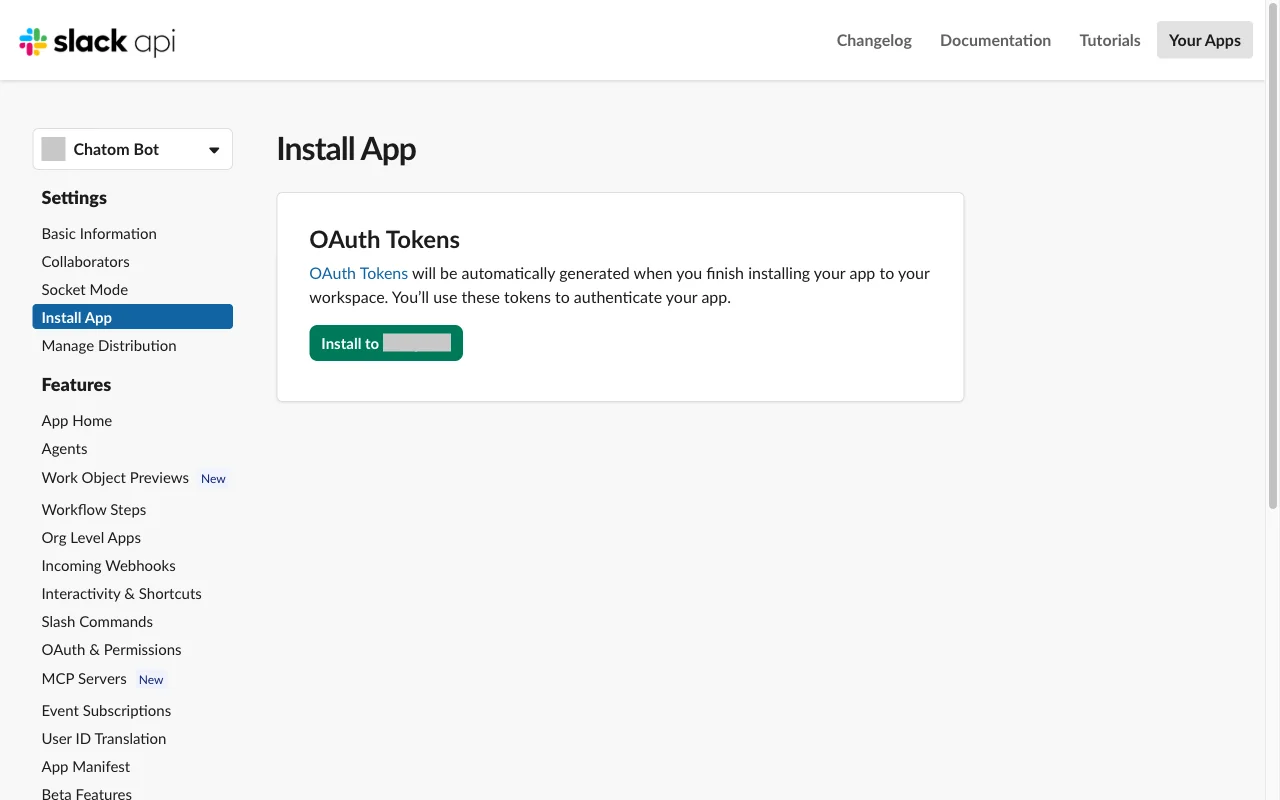 slack api
Changelog
Documentation
Tutorials
Your Apps
Chatom Bot
Settings
Basic Information
Collaborators
Socket Mode
Install App
Manage Distribution
Features
App Home
Agents
Work Object Previews New
Workflow Steps
Org Level Apps
Incoming Webhooks
Interactivity & Shortcuts
Slash Commands
OAuth & Permissions
MCP Servers New
Event Subscriptions
User ID Translation
App Manifest
Beta Features
Install App
OAuth Tokens
OAuth Tokens will be automatically generated when you finish installing your app to your
workspace. You’ll use these tokens to authenticate your app.
Install to